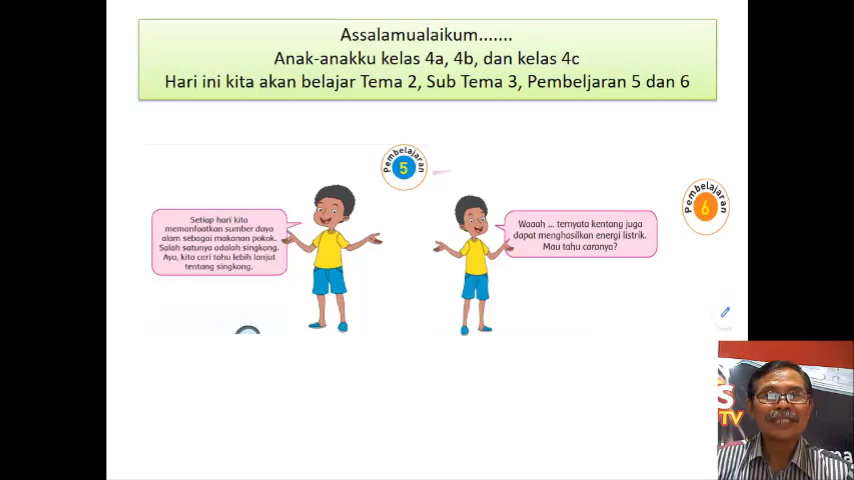 Assalamualaikum.......
Anak-anakku kelas 4a, 4b, dan kelas 4c
Hari ini kita akan belajar Tema 2, Sub Tema 3, Pembeljaran 5 dan 6
Pembelajaran
5
Pembelajaran
6
Setiap hari kita
memanfaatkan sumber daya
alam sebagai makanan pokok.
Salah satunya adalah singkong.
Ayo, kita cari tahu lebih lanjut
tentang singkong.
Waaah ... ternyata kentang juga
dapat menghasilkan energi listrik.
Mau tahu caranya?
S
TV